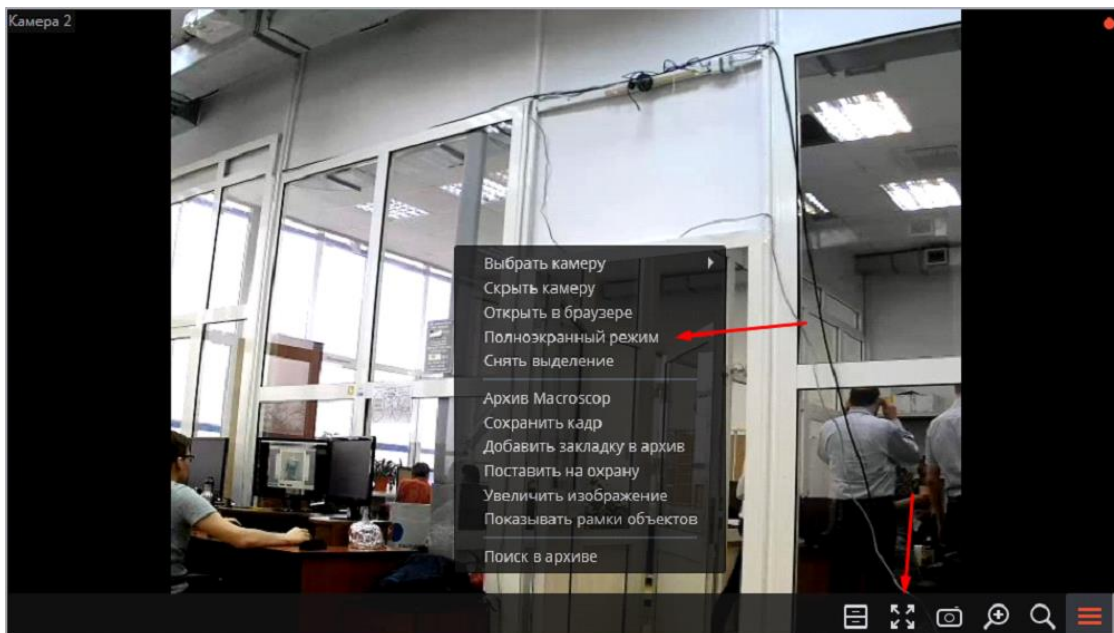 Камера 2
Выбрать камеру
Скрыть камеру
Открыть в браузере
Полноэкранный режим
Снять выделение
Архив Macroscop
Сохранить кадр
Добавить закладку в архив
Поставить на охрану
Увеличить изображение
Показывать рамки объектов
Поиск в архиве